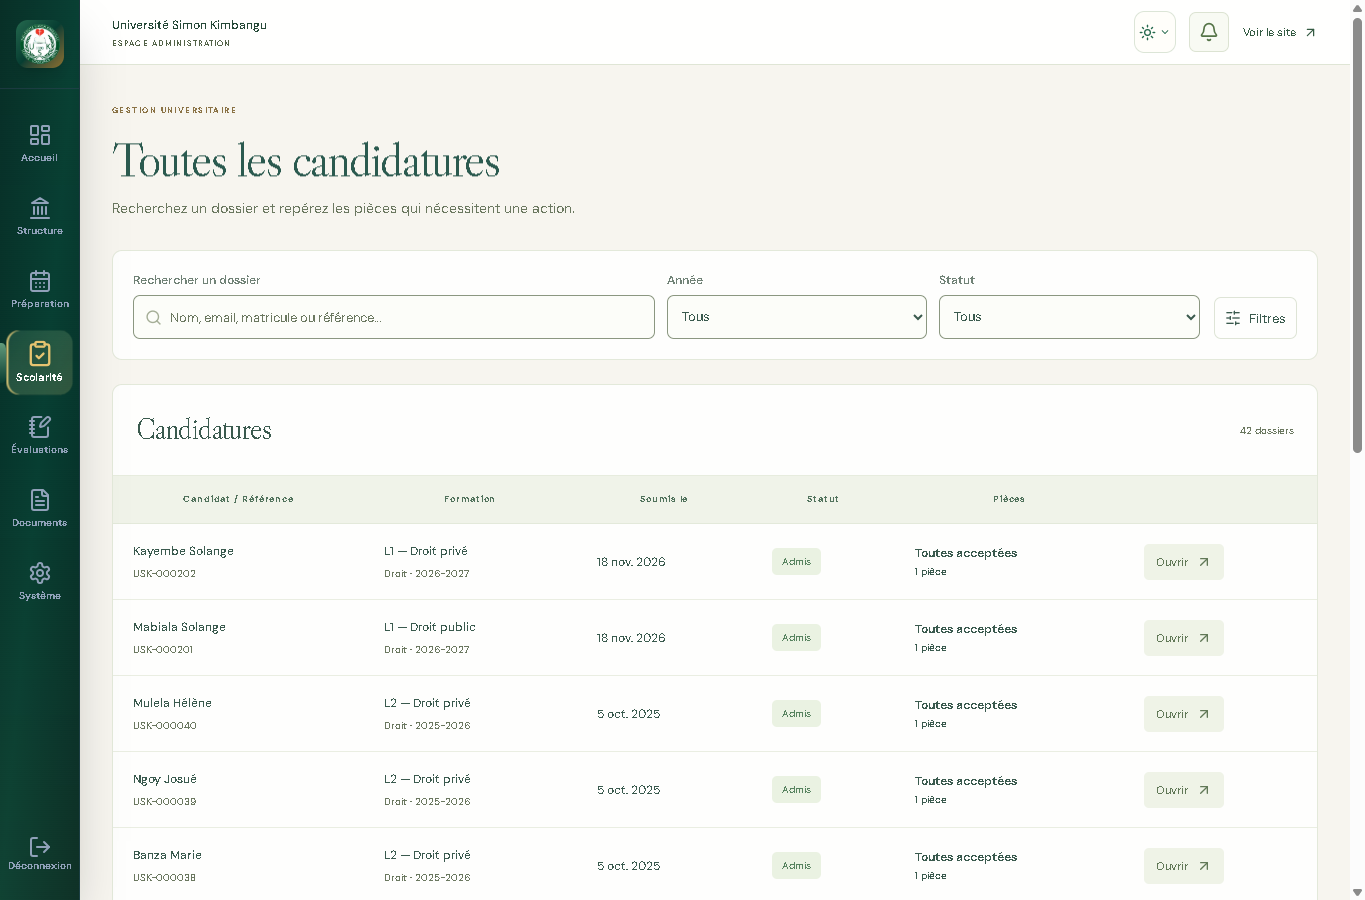 Université Simon Kimbangu
ESPACE ADMINISTRATION
Voir le site
Accueil
Structure
Préparation
Scolarité
Évaluations
Documents
Système
Déconnexion
GESTION UNIVERSITAIRE
Toutes les candidatures
Recherchez un dossier et repérez les pièces qui nécessitent une action.
Rechercher un dossier
Année
Statut
Nom, email, matricule ou référence...
Tous
Tous
Filtres
Candidatures
42 dossiers
Candidat / Référence Formation Soumis le Statut Pièces
Kayembe Solange L1 — Droit privé 18 nov. 2026 Admis Toutes acceptées Ouvrir
USK-000202 Droit · 2026-2027 1 pièce
Mabiala Solange L1 — Droit public 18 nov. 2026 Admis Toutes acceptées Ouvrir
USK-000201 Droit · 2026-2027 1 pièce
Mulela Hélène L2 — Droit privé 5 oct. 2025 Admis Toutes acceptées Ouvrir
USK-000040 Droit · 2025-2026 1 pièce
Ngoy Josué L2 — Droit privé 5 oct. 2025 Admis Toutes acceptées Ouvrir
USK-000039 Droit · 2025-2026 1 pièce
Banza Marie L2 — Droit privé 5 oct. 2025 Admis Toutes acceptées Ouvrir
USK-000038 Droit · 2025-2026 1 pièce